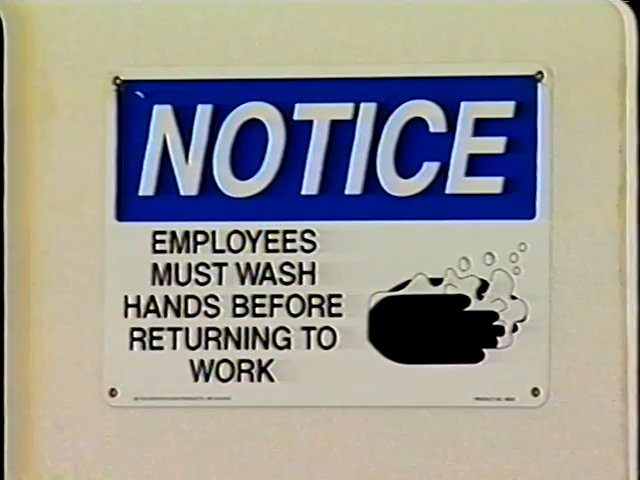 NOTICE
EMPLOYEES
MUST WASH
HANDS BEFORE
RETURNING TO
WORK